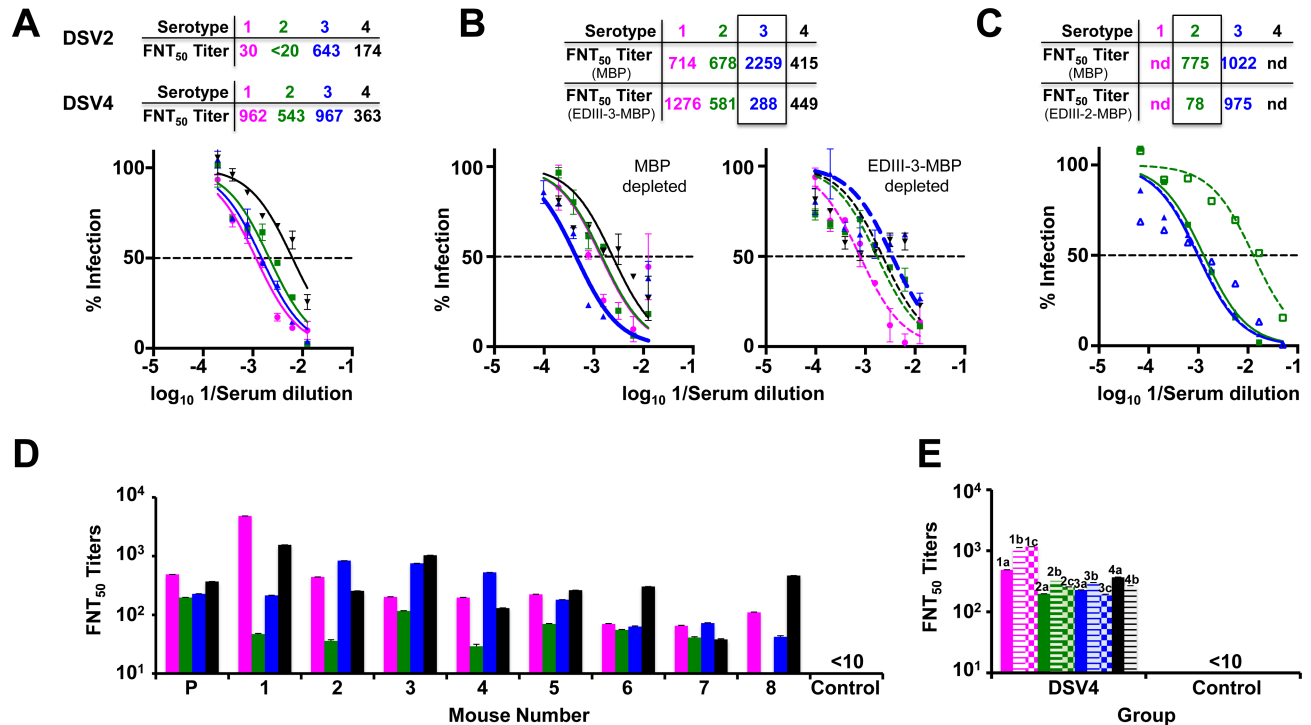 A
DSV2
Serotype 1 2 3 4
FNT50 Titer 30 <20 643 174
DSV4
Serotype 1 2 3 4
FNT50 Titer 962 543 967 363
100
50
0
% Infection
-5 -4 -3 -2 -1
log10 1/Serum dilution
B
Serotype 1 2 3 4
FNT50 Titer 714 678 2259 415
(MBP)
FNT50 Titer 1276 581 288 449
(EDIII-3-MBP)
100
50
0
% Infection
MBP
depleted
-5 -4 -3 -2 -1
log10 1/Serum dilution
100
50
0
EDIII-3-MBP
depleted
-5 -4 -3 -2 -1
C
Serotype 1 2 3 4
FNT50 Titer nd 775 1022 nd
(MBP)
FNT50 Titer nd 78 975 nd
(EDIII-2-MBP)
100
50
0
% Infection
-5 -4 -3 -2 -1
log10 1/Serum dilution
D
FNT50 Titers
10^4
10^3
10^2
10^1
<10
P 1 2 3 4 5 6 7 8 Control
Mouse Number
E
FNT50 Titers
10^4
10^3
10^2
10^1
1a 1b 1c 2a 2b 2c 3a 3b 3c 4a 4b
<10
DSV4 Control
Group